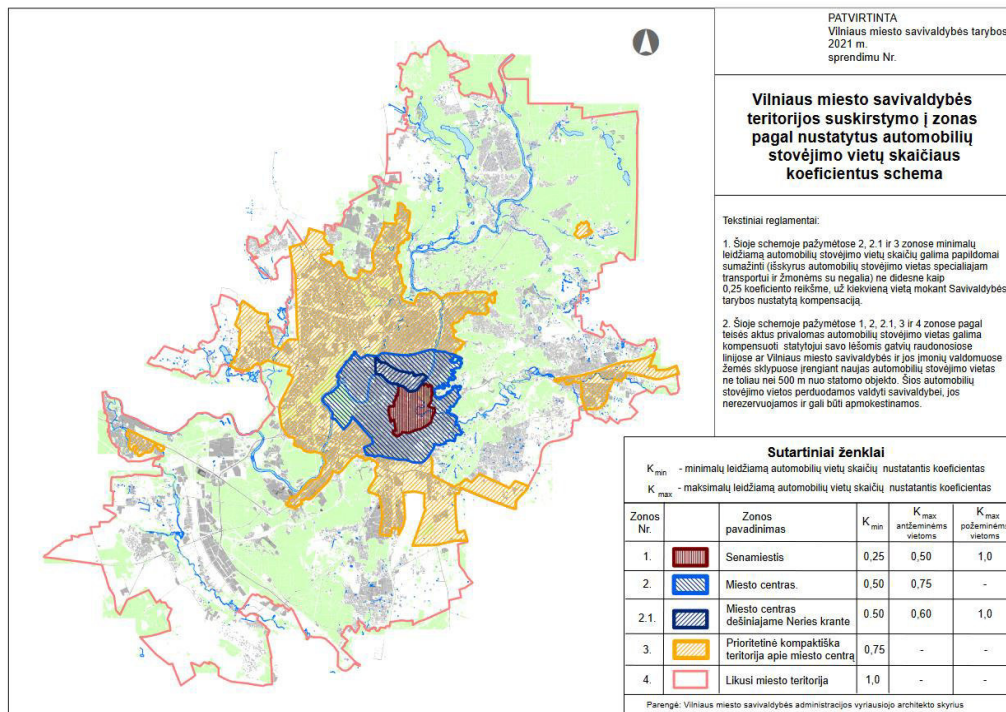 PATVIRTINTA
Vilniaus miesto savivaldybės tarybos
2021 m.
sprendimu Nr.
Vilniaus miesto savivaldybės
teritorijos suskirstymo į zonas
pagal nustatytus automobilių
stovėjimo vietų skaičiaus
koeficientus schema
Tekstiniai reglamentai:
1. Šioje schemoje pažymėtose 2, 2.1 ir 3 zonose minimalų
leidžiamą automobilių stovėjimo vietų skaičių galima papildomai
sumažinti (išskyrus automobilių stovėjimo vietas specialiajam
transportui ir žmonėms su negalia) ne didesne kaip
0,25 koeficiento reikšme, už kiekvieną vietą mokant Savivaldybės
tarybos nustatytą kompensaciją.
2. Šioje schemoje pažymėtose 1, 2, 2.1, 3 ir 4 zonose pagal
teisės aktus privalomas automobilių stovėjimo vietas galima
kompensuoti statytojui savo lėšomis gatvių raudonosiose
linijose ar Vilniaus miesto savivaldybės ir jos įmonių valdomuose
žemės sklypuose įrengiant naujas automobilių stovėjimo vietas
ne toliau nei 500 m nuo statomo objekto. Šios automobilių
stovėjimo vietos perduodamos valdyti savivaldybei, jos
nerezervuojamos ir gali būti apmokestinamos.
Sutartiniai ženklai
K min - minimalų leidžiamą automobilių vietų skaičių nustatantis koeficientas
K max - maksimalų leidžiamą automobilių vietų skaičių nustatantis koeficientas
Zonos Nr. Zonos pavadinimas K min K max antžeminėms vietoms K max požeminėms vietoms
1. Senamiestis 0,25 0,50 1,0
2. Miesto centras. 0,50 0,75 -
2.1. Miesto centras dešiniajame Neries krante 0.50 0,60 1,0
3. Prioritetinė kompaktiška teritorija apie miesto centrą 0,75 - -
4. Likusi miesto teritorija 1,0 - -
Parengė: Vilniaus miesto savivaldybės administracijos vyriausiojo architekto skyrius